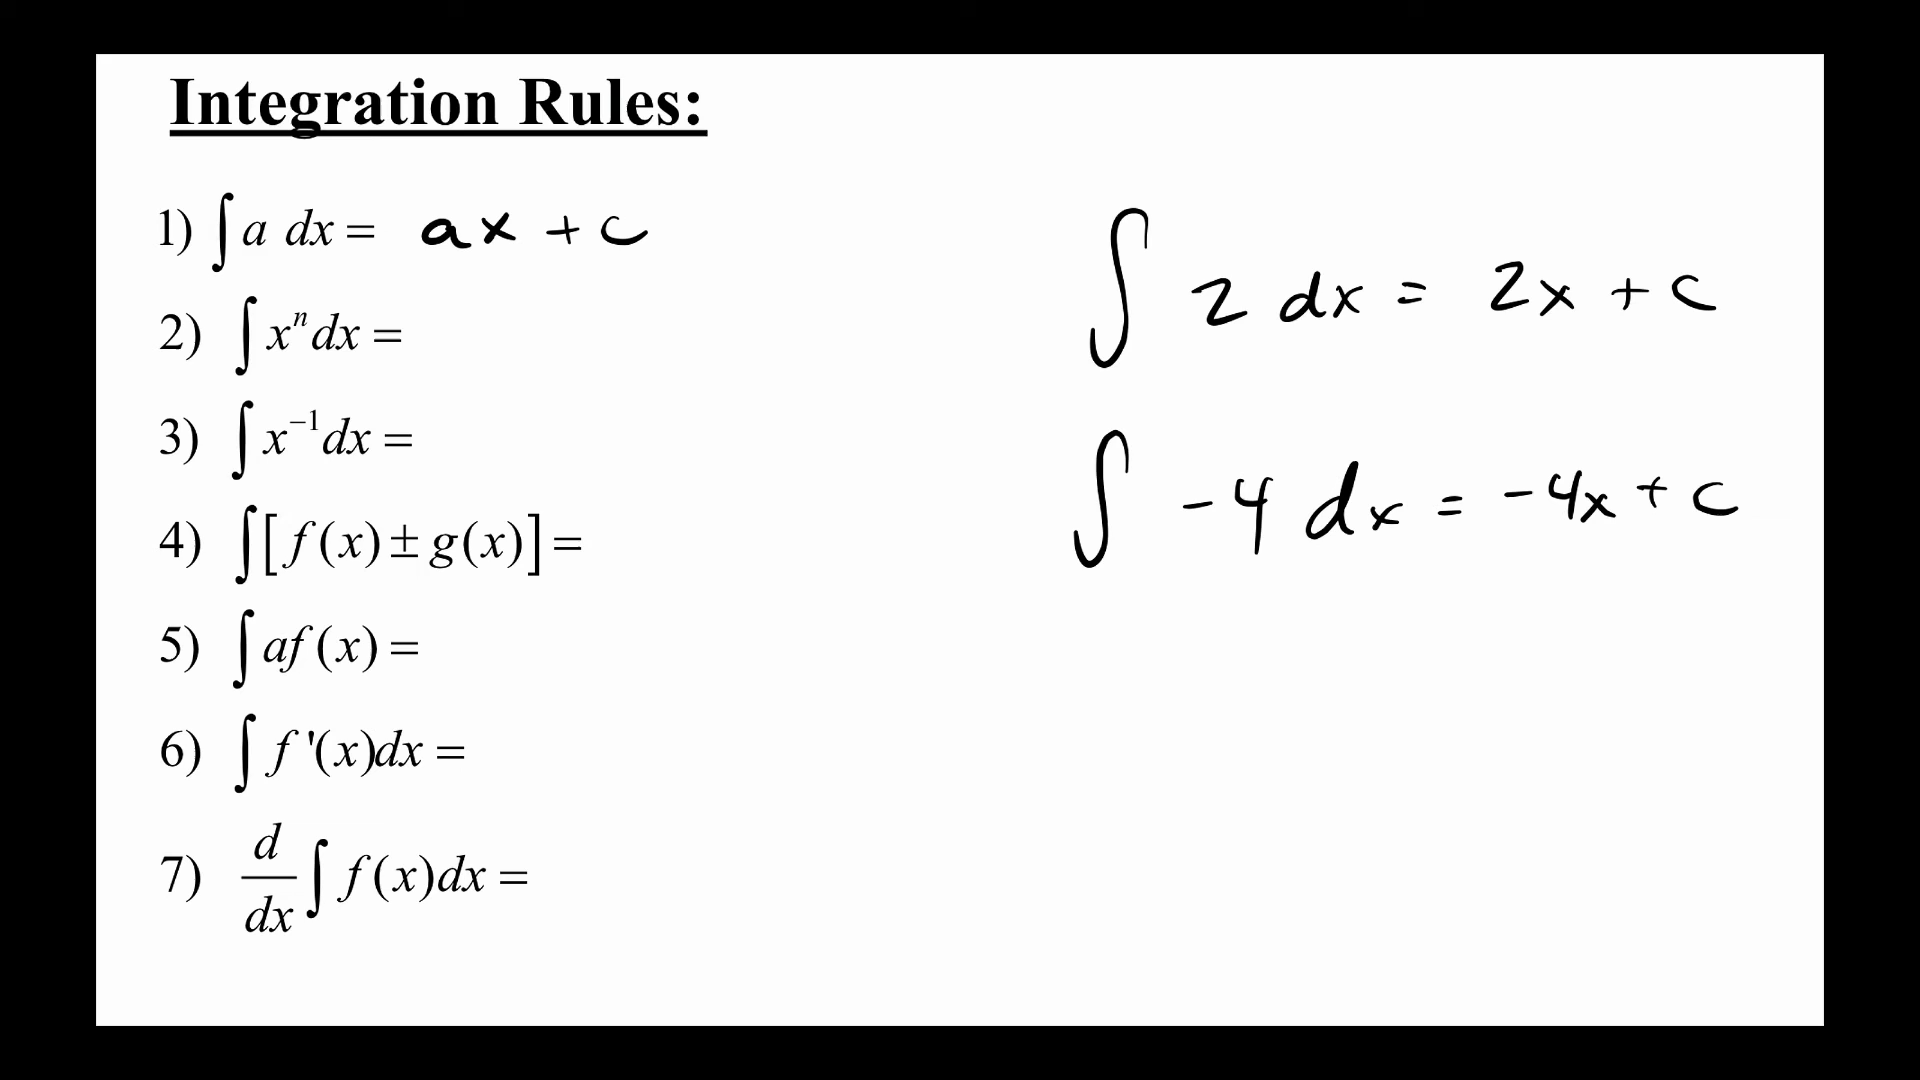 Integration Rules:
1) ∫ a dx = ax + c
2) ∫ xⁿdx =
3) ∫ x⁻¹dx =
4) ∫[f(x) ± g(x)] =
5) ∫ af(x) =
6) ∫ f'(x)dx =
7) d/dx ∫ f(x)dx =
∫ 2 dx = 2x + c
∫ -4 dx = -4x + c